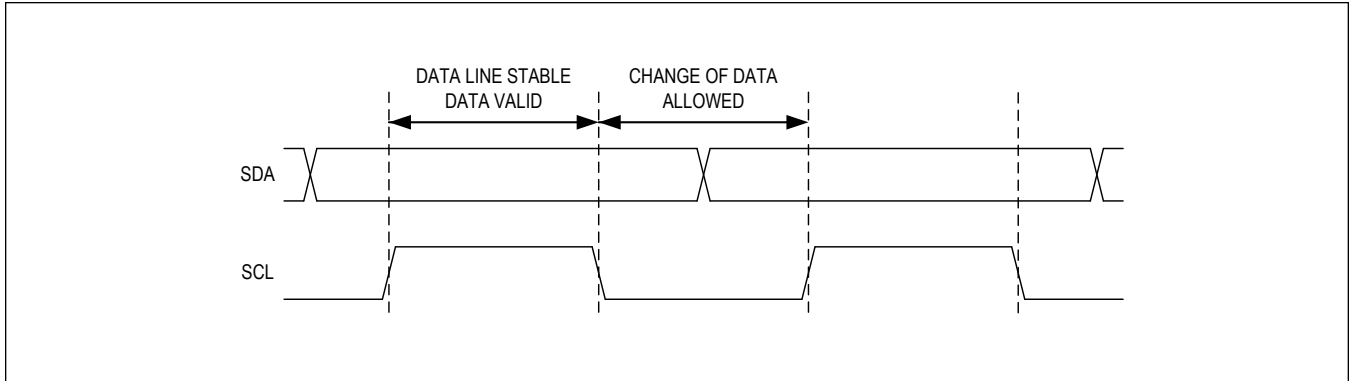 DATA LINE STABLE
DATA VALID
CHANGE OF DATA
ALLOWED
SDA
SCL